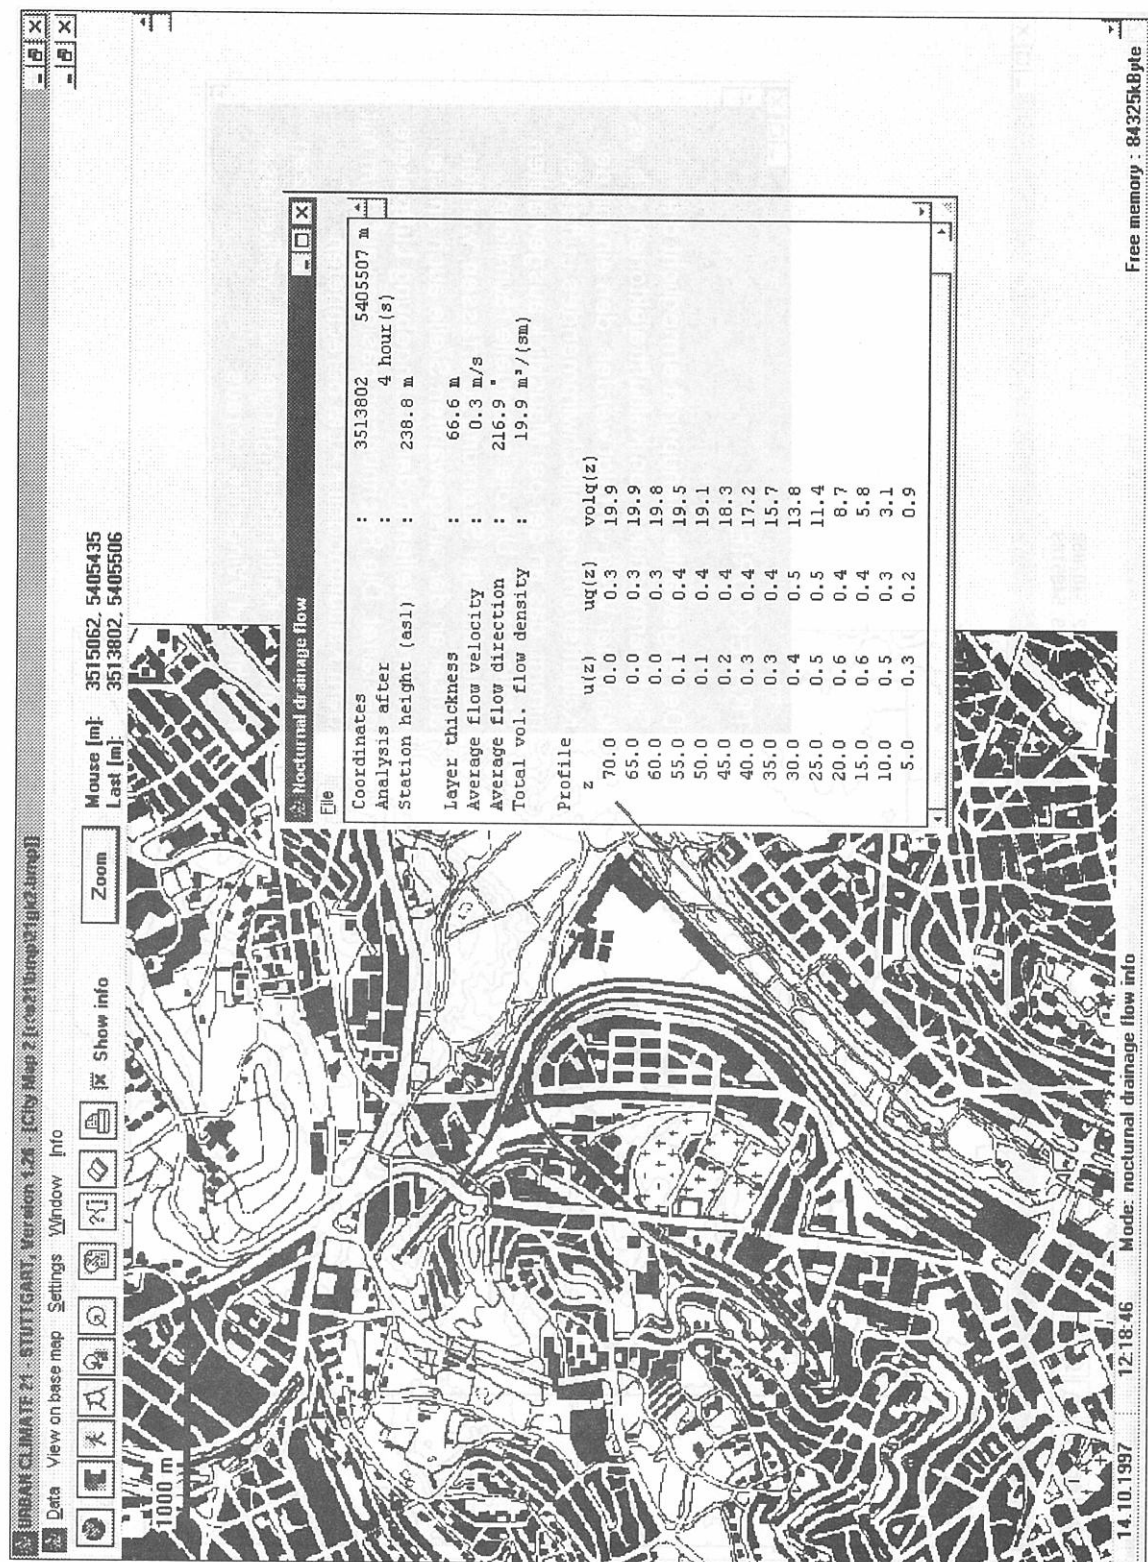 URBAN CLIMATE 21 - STUTTGART, Version 1.26 - [City Map 2 [(cuc21\bmp\21gk2.bmp]]
Data View on base map Settings Window Info
Show info
Zoom
Mouse [m]: 3515062, 5405435
Last [m]: 3513802, 5405506
1000 m
Nocturnal drainage flow
File
Coordinates : 3513802 5405507 m
Analysis after : 4 hour(s)
Station height (asl) : 238.8 m
Layer thickness : 66.6 m
Average flow velocity : 0.3 m/s
Average flow direction : 216.9 °
Total vol. flow density : 19.9 m³/(sm)
Profile
z u(z) uq(z) volq(z)
70.0 0.0 0.3 19.9
65.0 0.0 0.3 19.9
60.0 0.0 0.3 19.8
55.0 0.1 0.4 19.5
50.0 0.1 0.4 19.1
45.0 0.2 0.4 18.3
40.0 0.3 0.4 17.2
35.0 0.3 0.4 15.7
30.0 0.4 0.5 13.8
25.0 0.5 0.5 11.4
20.0 0.6 0.4 8.7
15.0 0.6 0.4 5.8
10.0 0.5 0.3 3.1
5.0 0.3 0.2 0.9
14.10.1997 12:18:46 Mode: nocturnal drainage flow info Free memory : 84325kByte